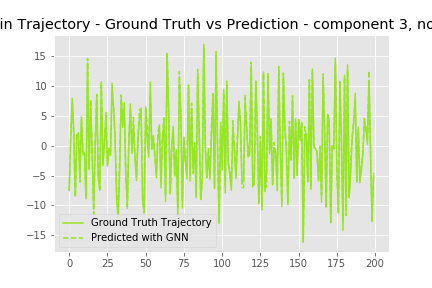 in Trajectory - Ground Truth vs Prediction - component 3, no
15
10
5
0
−5
−10
−15
Ground Truth Trajectory
Predicted with GNN
0 25 50 75 100 125 150 175 200